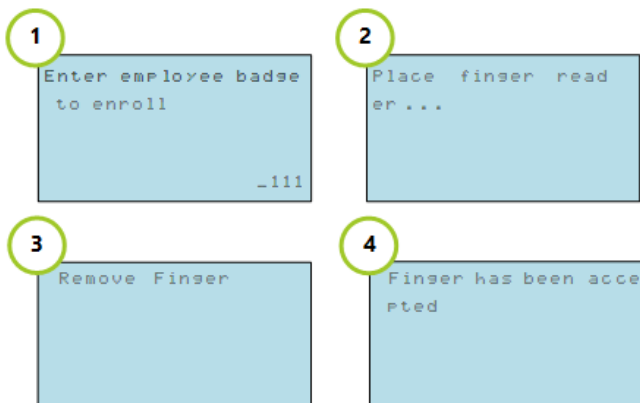 1
Enter employee badge
to enroll
_111
2
Place finger read
er...
3
Remove Finger
4
Finger has been acce
pted